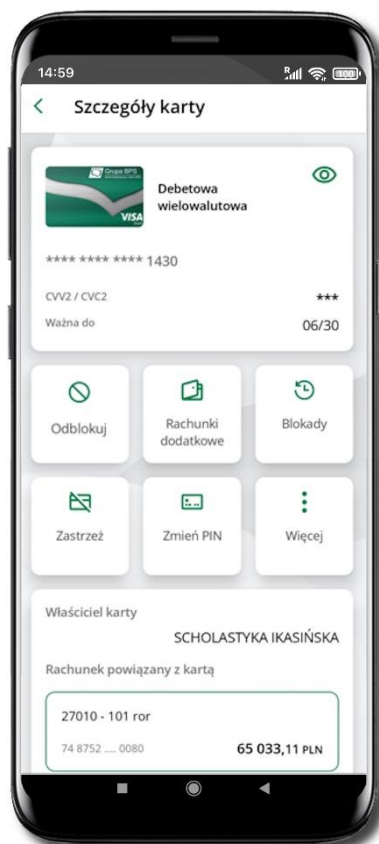 14:59
R
100
Szczegóły karty
Grupa BPS
VISA
Debetowa
wielowalutowa
**** **** **** 1430
CVV2 / CVC2
***
Ważna do
06/30
Odblokuj
Rachunki
dodatkowe
Blokady
Zastrzeż
Zmień PIN
Więcej
Właściciel karty
SCHOLASTYKA IKASIŃSKA
Rachunek powiązany z kartą
27010 - 101 ror
74 8752 .... 0080
65 033,11 PLN